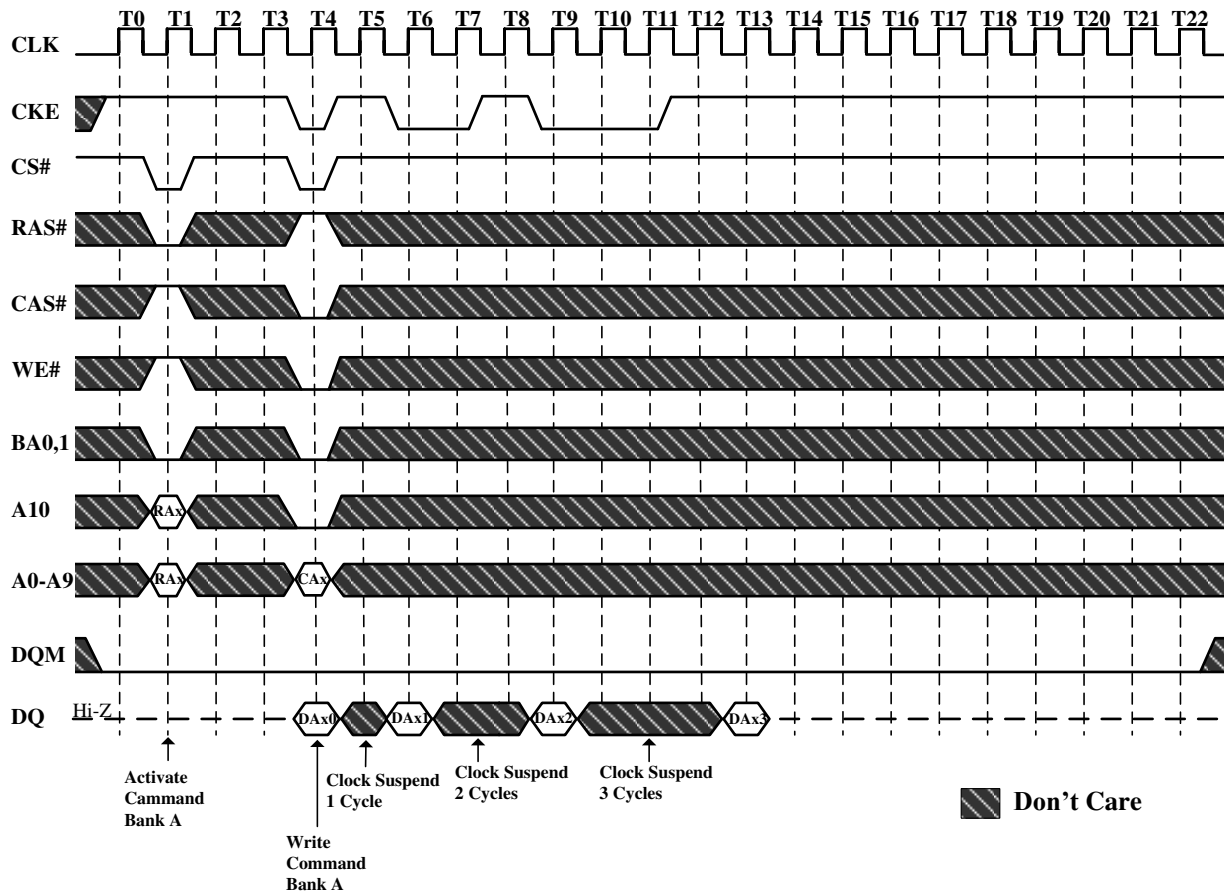 T0 T1 T2 T3 T4 T5 T6 T7 T8 T9 T10 T11 T12 T13 T14 T15 T16 T17 T18 T19 T20 T21 T22
CLK
CKE
CS#
RAS#
CAS#
WE#
BA0,1
A10 RAx
A0-A9 RAx CAx
DQM
DQ Hi-Z DAx0 DAx1 DAx2 DAx3
Activate
Cammand
Bank A
Write
Command
Bank A
Clock Suspend
1 Cycle
Clock Suspend
2 Cycles
Clock Suspend
3 Cycles
Don't Care